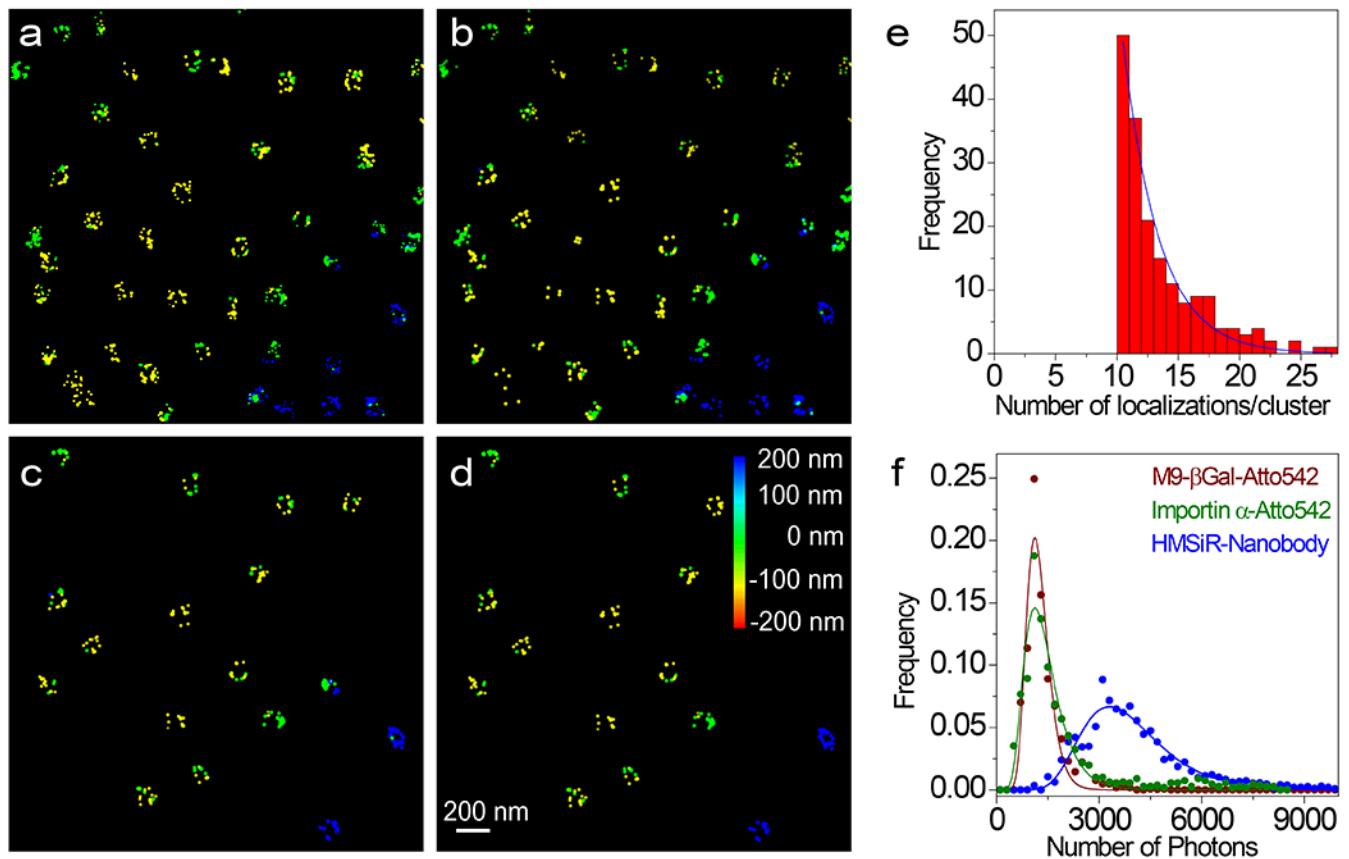 a
b
c
d
200 nm
100 nm
0 nm
-100 nm
-200 nm
200 nm
e
50
40
30
20
10
0
Frequency
0 5 10 15 20 25
Number of localizations/cluster
f
M9-βGal-Atto542
Importin α-Atto542
HMSiR-Nanobody
0.25
0.20
0.15
0.10
0.05
0.00
Frequency
0 3000 6000 9000
Number of Photons